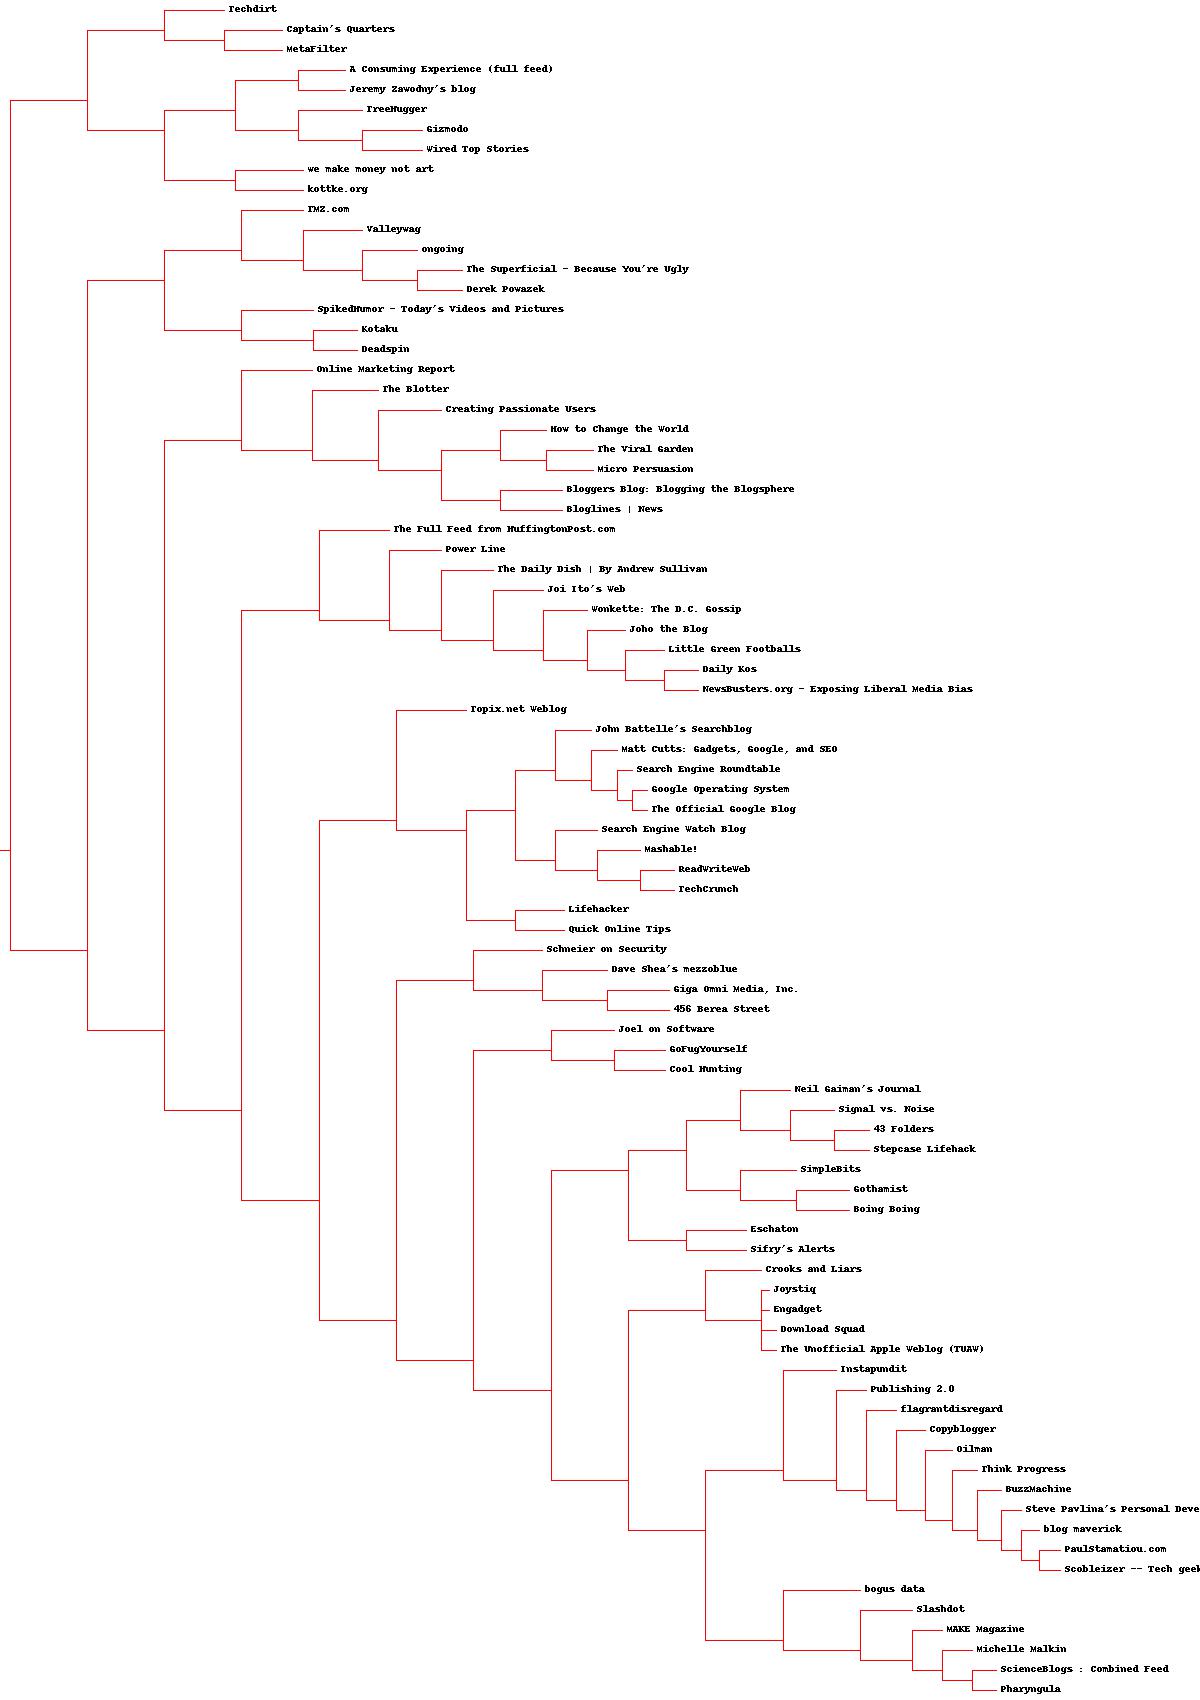 Techdirt
Captain's Quarters
MetaFilter
A Consuming Experience (full feed)
Jeremy Zawodny's blog
TreeHugger
Gizmodo
Wired Top Stories
we make money not art
kottke.org
TMZ.com
Valleywag
ongoing
The Superficial - Because You're Ugly
Derek Powazek
SpikedHumor - Today's Videos and Pictures
Kotaku
Deadspin
Online Marketing Report
The Blotter
Creating Passionate Users
How to Change the World
The Viral Garden
Micro Persuasion
Bloggers Blog: Blogging the Blogsphere
Bloglines | News
The Full Feed from HuffingtonPost.com
Power Line
The Daily Dish | By Andrew Sullivan
Joi Ito's Web
Wonkette: The D.C. Gossip
Joho the Blog
Little Green Footballs
Daily Kos
NewsBusters.org - Exposing Liberal Media Bias
Topix.net Weblog
John Battelle's Searchblog
Matt Cutts: Gadgets, Google, and SEO
Search Engine Roundtable
Google Operating System
The Official Google Blog
Search Engine Watch Blog
Mashable!
ReadWriteWeb
TechCrunch
Lifehacker
Quick Online Tips
Schneier on Security
Dave Shea's mezzoblue
Giga Omni Media, Inc.
456 Berea Street
Joel on Software
GoFugYourself
Cool Hunting
Neil Gaiman's Journal
Signal vs. Noise
43 Folders
Stepcase Lifehack
SimpleBits
Gothamist
Boing Boing
Eschaton
Sifry's Alerts
Crooks and Liars
Joystiq
Engadget
Download Squad
The Unofficial Apple Weblog (TUAW)
Instapundit
Publishing 2.0
flagrantdisregard
Copyblogger
Oilman
Think Progress
BuzzMachine
Steve Pavlina's Personal Deve
blog maverick
PaulStamatiou.com
Scobleizer -- Tech geek
bogus data
Slashdot
MAKE Magazine
Michelle Malkin
ScienceBlogs : Combined Feed
Pharyngula